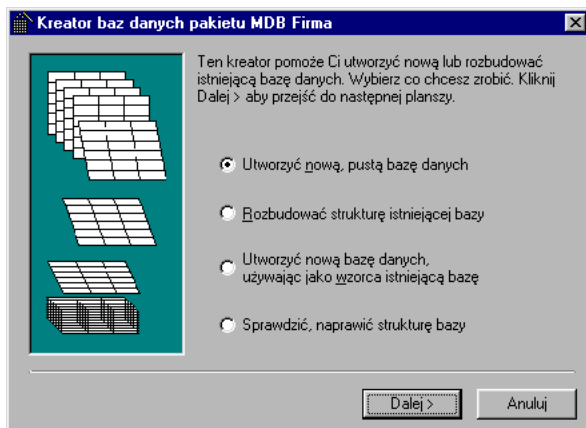 Kreator baz danych pakietu MDB Firma
Ten kreator pomoże Ci utworzyć nową lub rozbudować
istniejącą bazę danych. Wybierz co chcesz zrobić. Kliknij
Dalej > aby przejść do następnej planszy.
Utworzyć nową, pustą bazę danych
Rozbudować strukturę istniejącej bazy
Utworzyć nową bazę danych,
używając jako wzorca istniejącą bazę
Sprawdzić, naprawić strukturę bazy
Dalej >
Anuluj